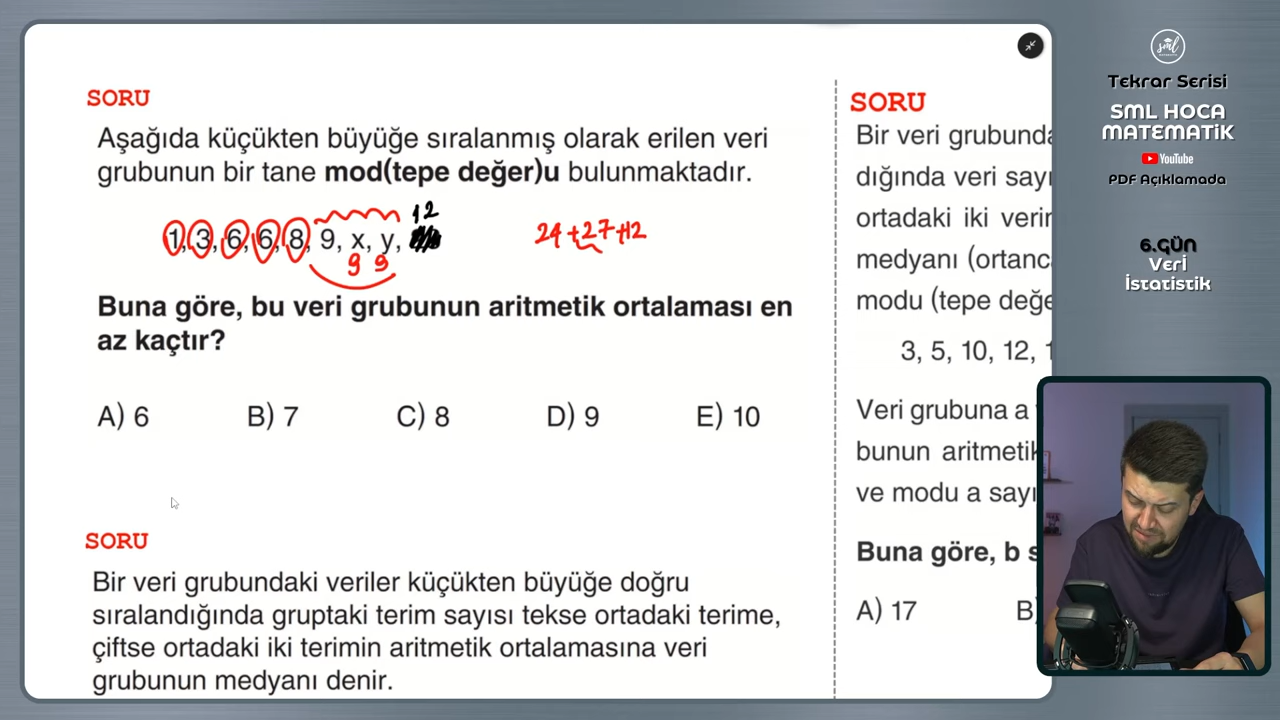 SORU
Aşağıda küçükten büyüğe sıralanmış olarak erilen veri
grubunun bir tane mod(tepe değer)u bulunmaktadır.
12
1, 3, 6, 6, 8, 9, x, y,
9 9
24+27+12
Buna göre, bu veri grubunun aritmetik ortalaması en
az kaçtır?
A) 6 B) 7 C) 8 D) 9 E) 10
SORU
Bir veri grubundaki veriler küçükten büyüğe doğru
sıralandığında gruptaki terim sayısı tekse ortadaki terime,
çiftse ortadaki iki terimin aritmetik ortalamasına veri
grubunun medyanı denir.
SORU
Bir veri grubunda
dığında veri sayı
ortadaki iki verin
medyanı (ortanca
modu (tepe değe
3, 5, 10, 12, 1
Veri grubuna a
bunun aritmetik
ve modu a sayı
Buna göre, b s
A) 17 B)
sml
Tekrar Serisi
SML HOCA
MATEMATİK
YouTube
PDF Açıklamada
6.GÜN
Veri
İstatistik